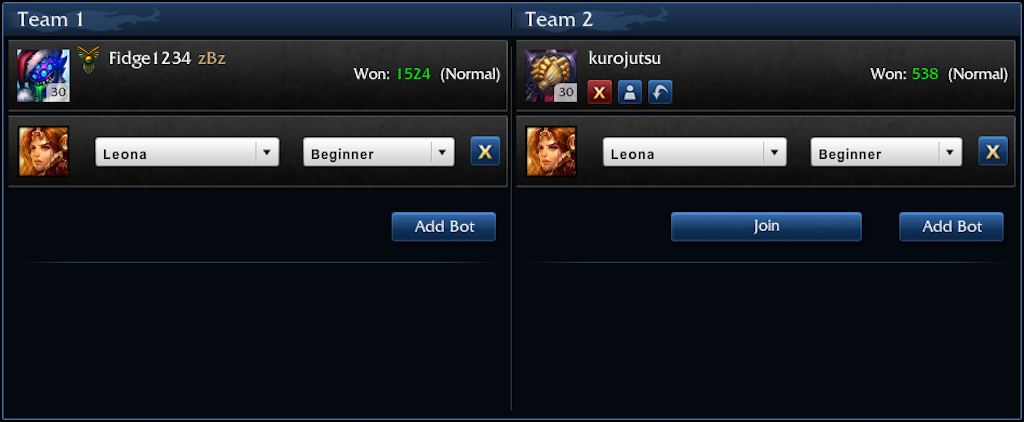 Team 1
Fidge1234 zBz
30
Won: 1524 (Normal)
Leona
Beginner
X
Add Bot
Team 2
kurojutsu
30
X
Won: 538 (Normal)
Leona
Beginner
X
Join
Add Bot